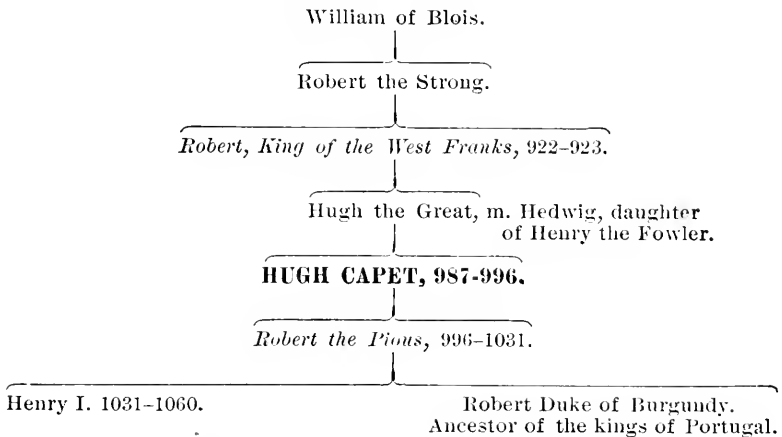 William of Blois.
Robert the Strong.
Robert, King of the West Franks, 922–923.
Hugh the Great, m. Hedwig, daughter
of Henry the Fowler.
HUGH CAPET, 987-996.
Robert the Pious, 996–1031.
Henry I. 1031–1060.
Robert Duke of Burgundy.
Ancestor of the kings of Portugal.